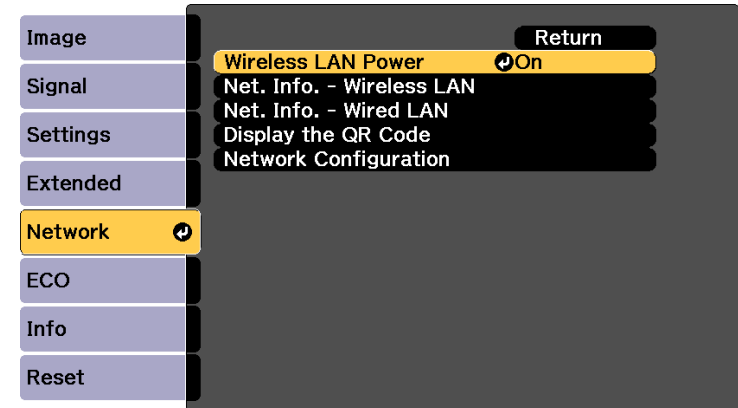 Image
Signal
Settings
Extended
Network
ECO
Info
Reset
Return
Wireless LAN Power On
Net. Info. - Wireless LAN
Net. Info. - Wired LAN
Display the QR Code
Network Configuration